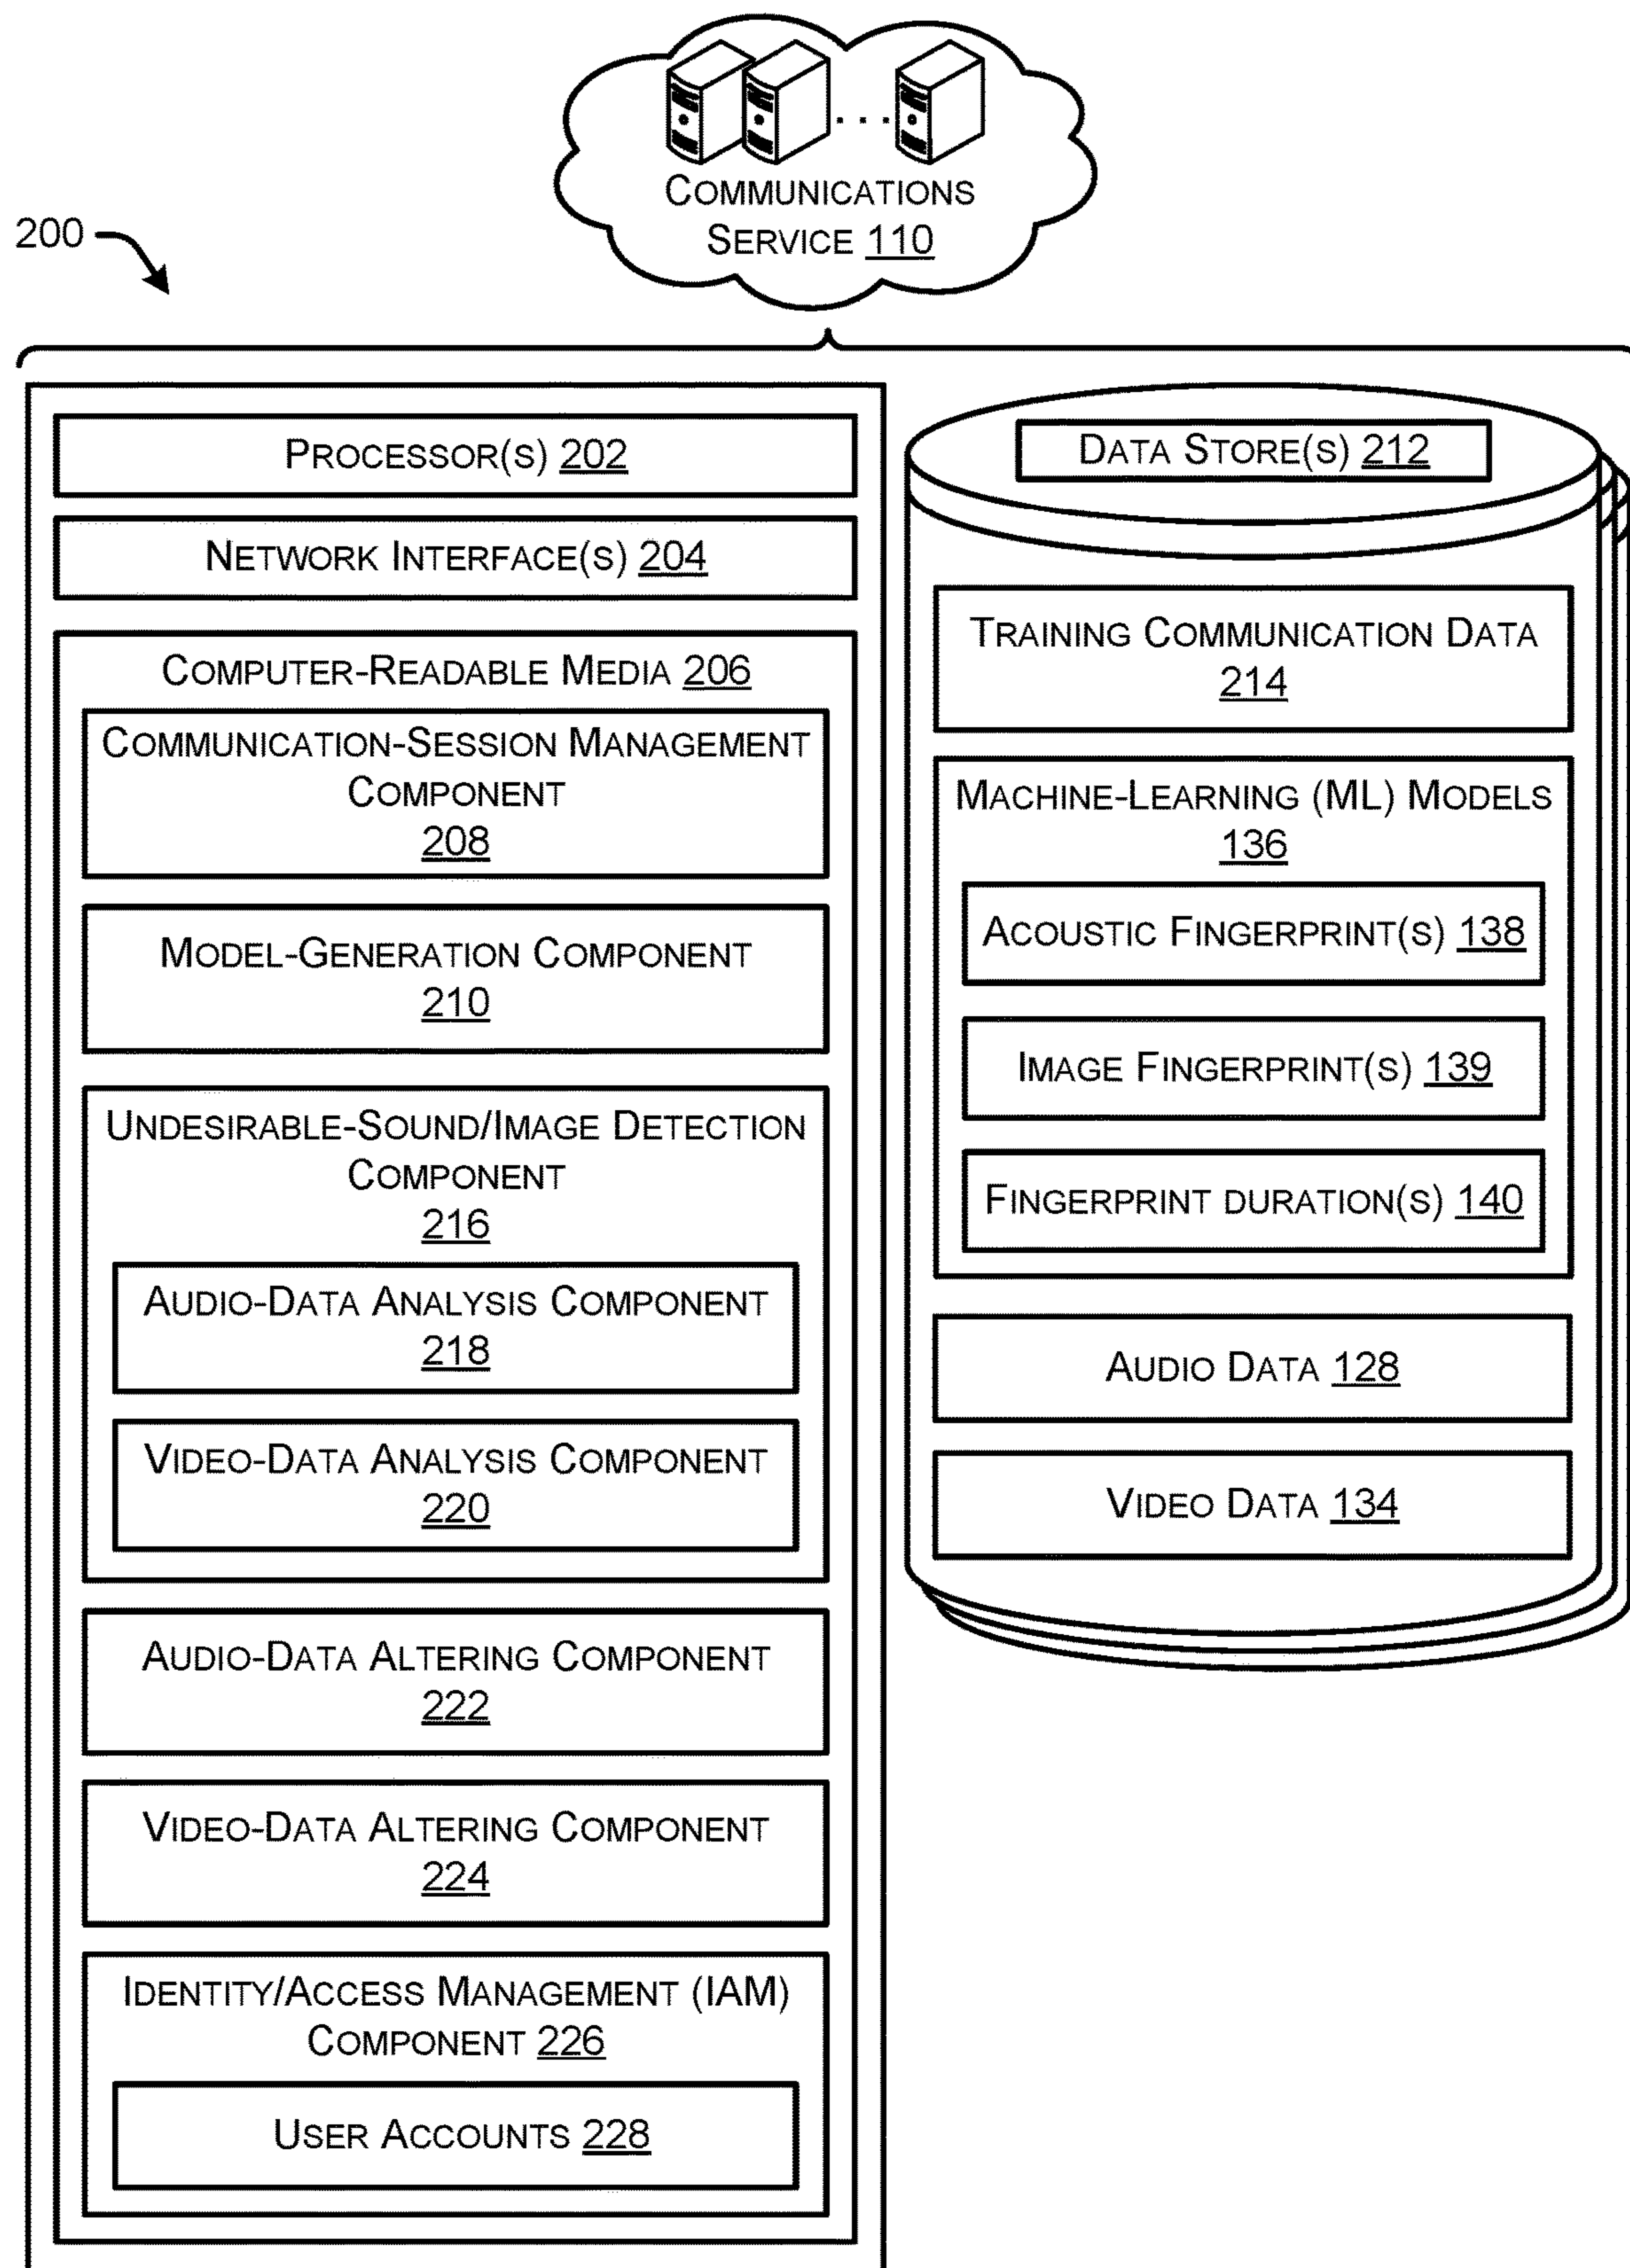 COMMUNICATIONS
SERVICE 110
200
PROCESSOR(S) 202
NETWORK INTERFACE(S) 204
COMPUTER-READABLE MEDIA 206
COMMUNICATION-SESSION MANAGEMENT
COMPONENT
208
MODEL-GENERATION COMPONENT
210
UNDESIRABLE-SOUND/IMAGE DETECTION
COMPONENT
216
AUDIO-DATA ANALYSIS COMPONENT
218
VIDEO-DATA ANALYSIS COMPONENT
220
AUDIO-DATA ALTERING COMPONENT
222
VIDEO-DATA ALTERING COMPONENT
224
IDENTITY/ACCESS MANAGEMENT (IAM)
COMPONENT 226
USER ACCOUNTS 228
DATA STORE(S) 212
TRAINING COMMUNICATION DATA
214
MACHINE-LEARNING (ML) MODELS
136
ACOUSTIC FINGERPRINT(S) 138
IMAGE FINGERPRINT(S) 139
FINGERPRINT DURATION(S) 140
AUDIO DATA 128
VIDEO DATA 134